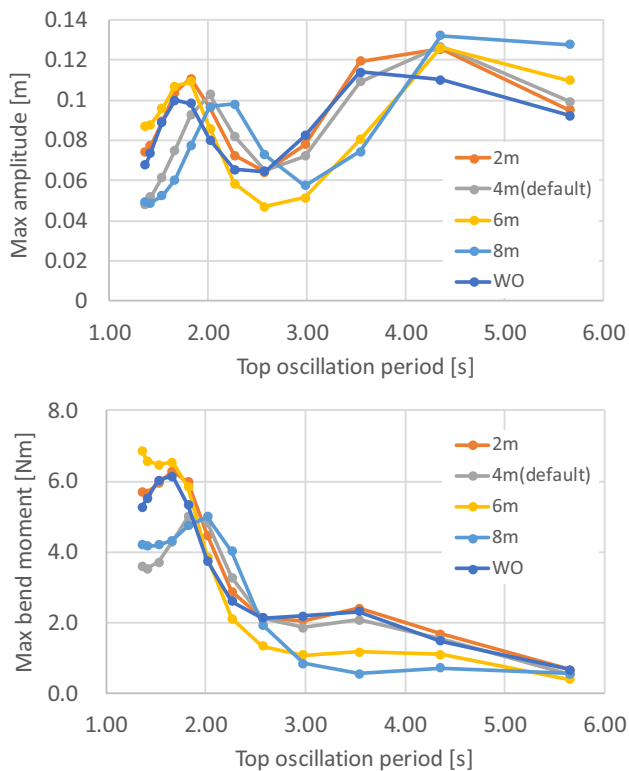 0.14
0.12
0.1
0.08
0.06
0.04
0.02
0
Max amplitude [m]
2m
4m(default)
6m
8m
WO
1.00 2.00 3.00 4.00 5.00 6.00
Top oscillation period [s]
8.0
6.0
4.0
2.0
0.0
Max bend moment [Nm]
2m
4m(default)
6m
8m
WO
1.00 2.00 3.00 4.00 5.00 6.00
Top oscillation period [s]